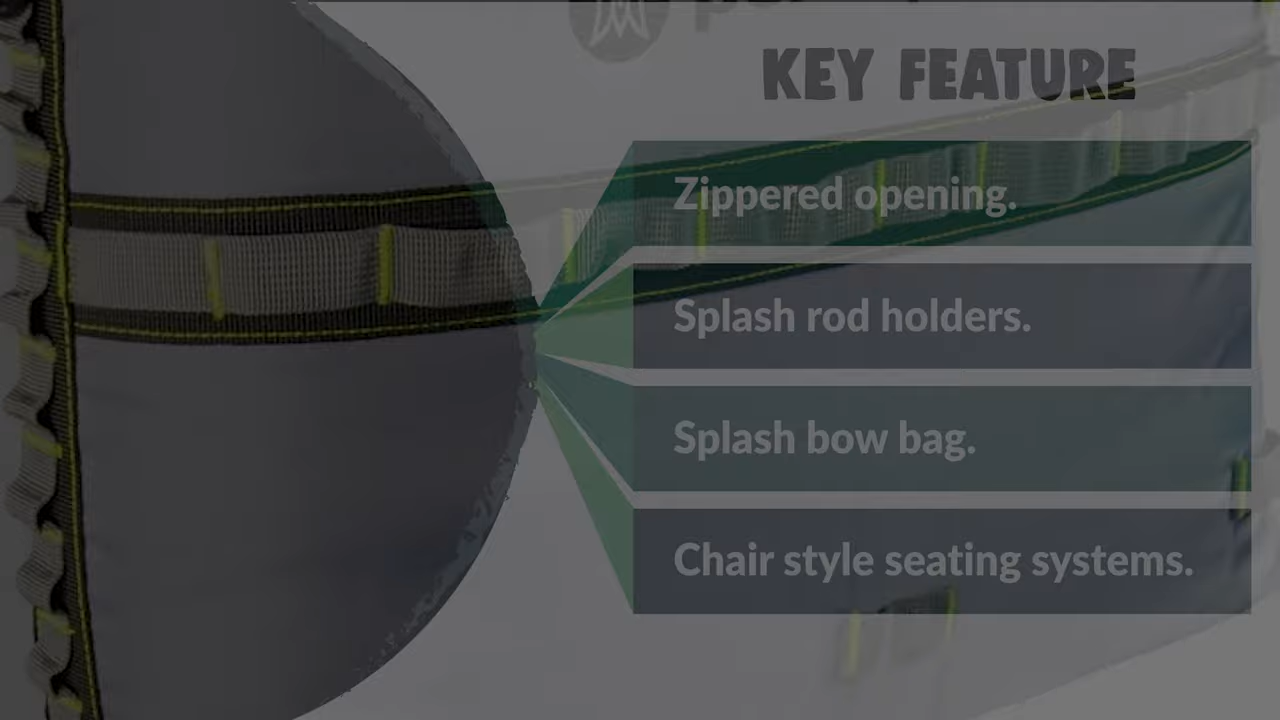 KEY FEATURE
Zippered opening.
Splash rod holders.
Splash bow bag.
Chair style seating systems.